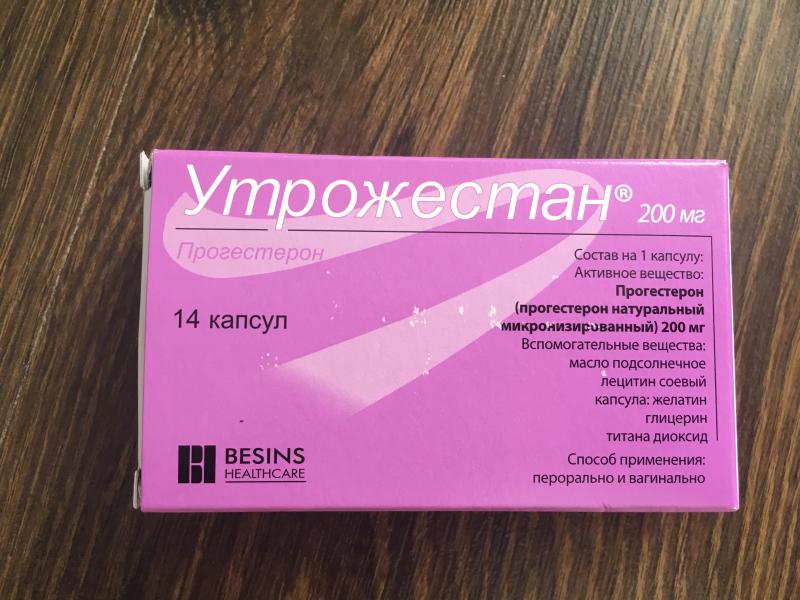 Утрожестан® 200 мг
Прогестерон
14 капсул
Состав на 1 капсулу:
Активное вещество:
Прогестерон
(прогестерон натуральный
микронизированный) 200 мг
Вспомогательные вещества:
масло подсолнечное
лецитин соевый
капсула: желатин
глицерин
титана диоксид
Способ применения:
перорально и вагинально
BESINS
HEALTHCARE